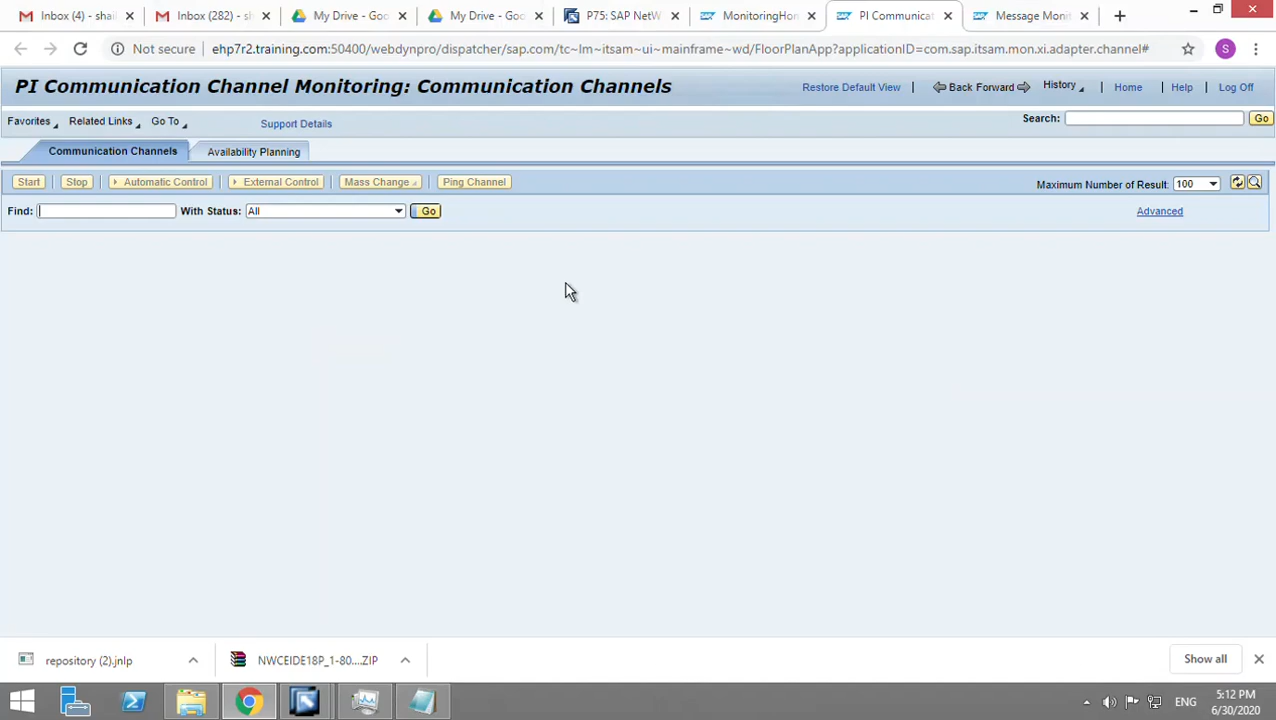 Inbox (4) - shail
Inbox (282) - sh
My Drive - Goo
My Drive - Goo
P75: SAP NetW
MonitoringHom
PI Communicat
Message Monit
Not secure
ehp7r2.training.com:50400/webdynpro/dispatcher/sap.com/tc~lm~itsam~ui~mainframe~wd/FloorPlanApp?applicationID=com.sap.itsam.mon.xi.adapter.channel#
S
PI Communication Channel Monitoring: Communication Channels
Restore Default View | Back Forward History | Home | Help | Log Off
Favorites Related Links Go To Support Details
Search: Go
Communication Channels Availability Planning
Start Stop Automatic Control External Control Mass Change Ping Channel
Maximum Number of Result: 100
Find: With Status: All Go
Advanced
repository (2).jnlp
NWCEIDE18P_1-80....ZIP
Show all
ENG
5:12 PM
6/30/2020